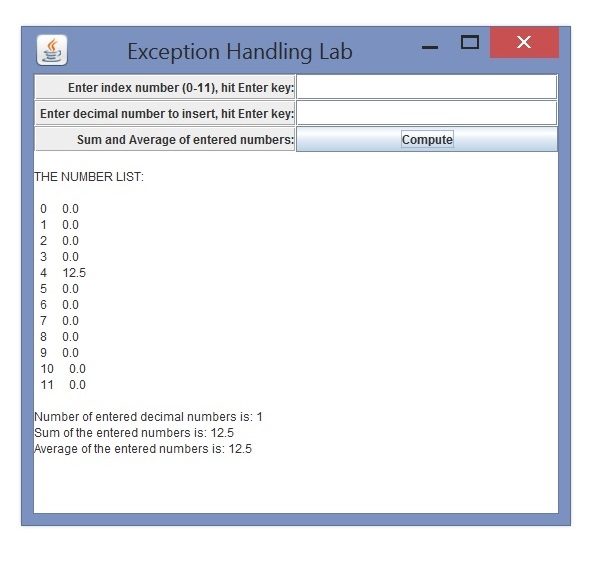 Exception Handling Lab
Enter index number (0-11), hit Enter key:
Enter decimal number to insert, hit Enter key:
Sum and Average of entered numbers: Compute
THE NUMBER LIST:
0 0.0
1 0.0
2 0.0
3 0.0
4 12.5
5 0.0
6 0.0
7 0.0
8 0.0
9 0.0
10 0.0
11 0.0
Number of entered decimal numbers is: 1
Sum of the entered numbers is: 12.5
Average of the entered numbers is: 12.5